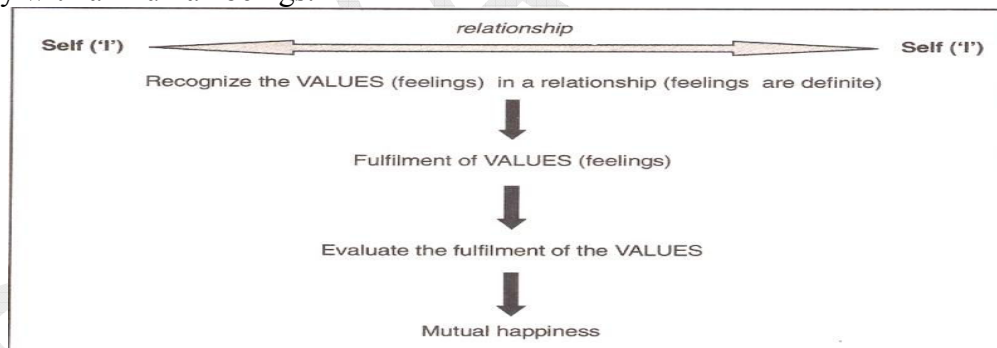 relationship
Self (‘I’) Self (‘I’)
Recognize the VALUES (feelings) in a relationship (feelings are definite)
Fulfilment of VALUES (feelings)
Evaluate the fulfilment of the VALUES
Mutual happiness